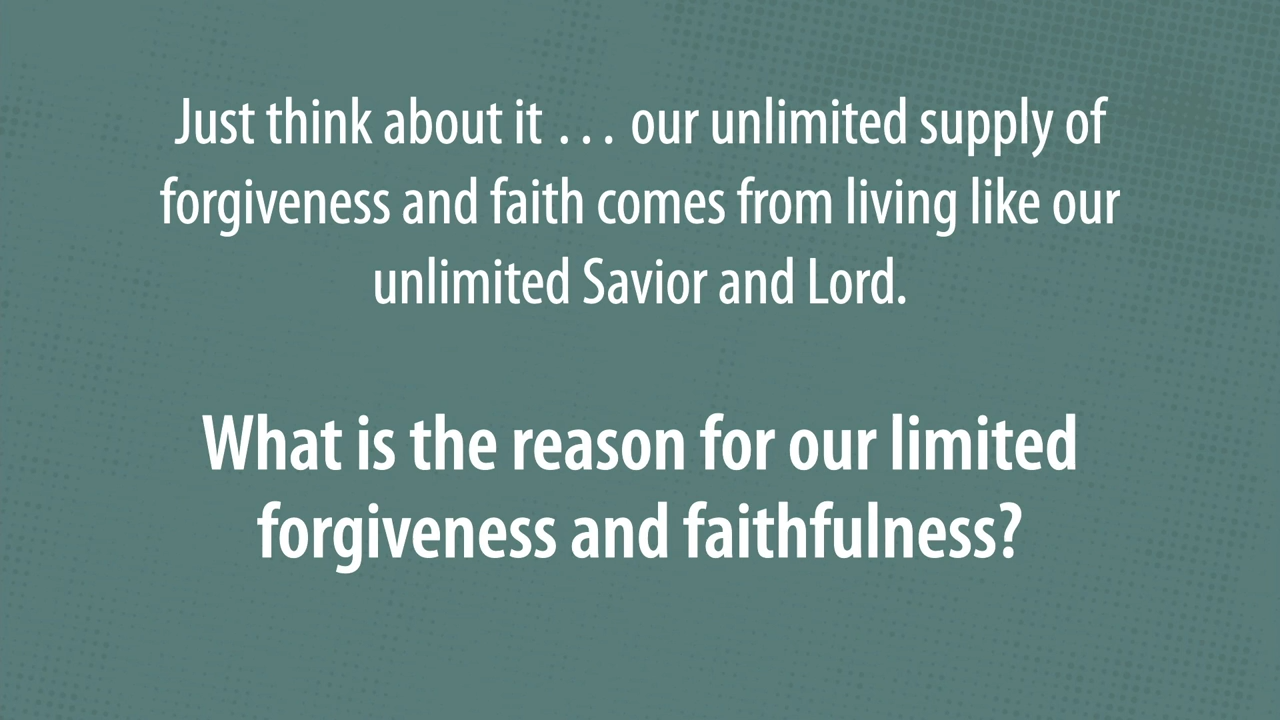 Just think about it … our unlimited supply of
forgiveness and faith comes from living like our
unlimited Savior and Lord.
What is the reason for our limited
forgiveness and faithfulness?